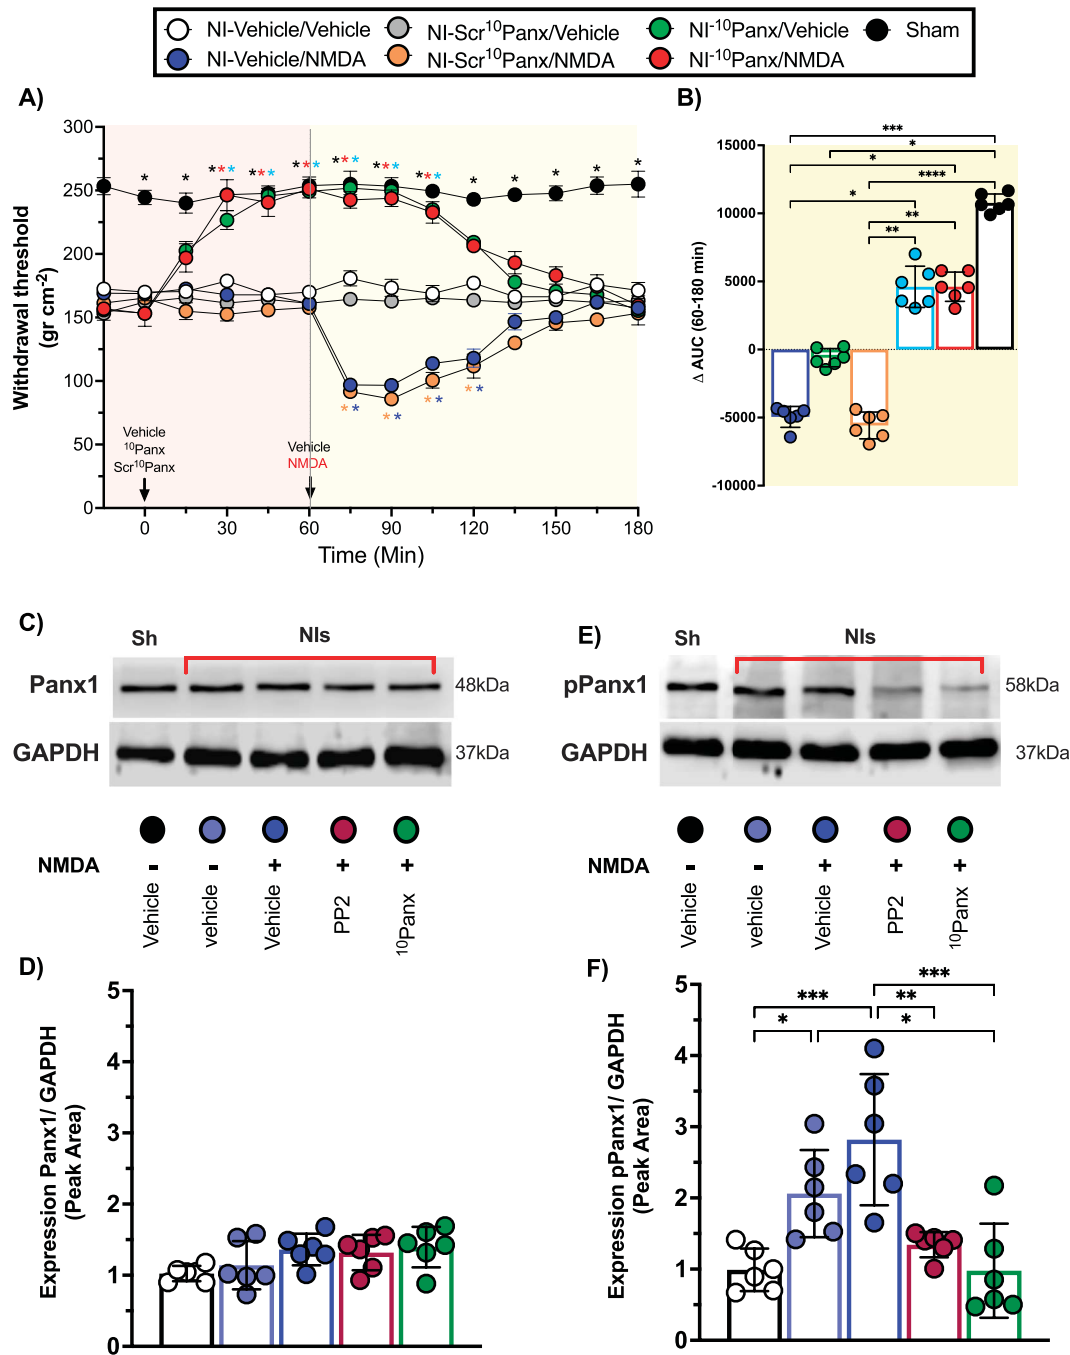 NI-Vehicle/Vehicle NI-Scr¹⁰Panx/Vehicle NI-¹⁰Panx/Vehicle Sham
NI-Vehicle/NMDA NI-Scr¹⁰Panx/NMDA NI-¹⁰Panx/NMDA
A)
Withdrawal threshold
(gr cm⁻²)
300
250
200
150
100
50
0
* * *** *** *** *** *** *** * * * * *
** ** ** **
Vehicle
¹⁰Panx
Scr¹⁰Panx
Vehicle
NMDA
0 30 60 90 120 150 180
Time (Min)
B)
Δ AUC (60-180 min)
15000
10000
5000
0
-5000
-10000
***
*
*
****
*
**
**
C)
Sh NIs
Panx1 48kDa
GAPDH 37kDa
NMDA - - + + +
Vehicle vehicle Vehicle PP2 ¹⁰Panx
E)
Sh NIs
pPanx1 58kDa
GAPDH 37kDa
NMDA - - + + +
Vehicle vehicle Vehicle PP2 ¹⁰Panx
D)
Expression Panx1/ GAPDH
(Peak Area)
5
4
3
2
1
0
F)
Expression pPanx1/ GAPDH
(Peak Area)
5
4
3
2
1
0
***
*** **
* *